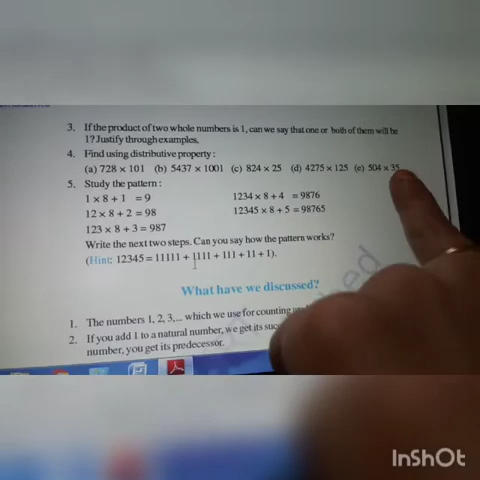 3. If the product of two whole numbers is 1, can we say that one or both of them will be
1? Justify through examples.
4. Find using distributive property :
(a) 728 × 101 (b) 5437 × 1001 (c) 824 × 25 (d) 4275 × 125 (e) 504 × 35
5. Study the pattern :
1 × 8 + 1 = 9 1234 × 8 + 4 = 9876
12 × 8 + 2 = 98 12345 × 8 + 5 = 98765
123 × 8 + 3 = 987
Write the next two steps. Can you say how the pattern works?
(Hint: 12345 = 11111 + 1111 + 111 + 11 + 1).
What have we discussed?
1. The numbers 1, 2, 3,... which we use for counting
2. If you add 1 to a natural number, we get its
number, you get its predecessor.
InShOt